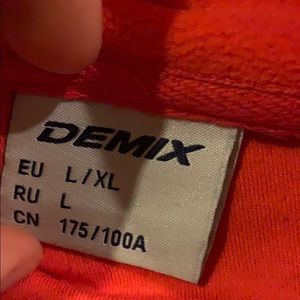 DEMIX
EU L/XL
RU L
CN 175/100A